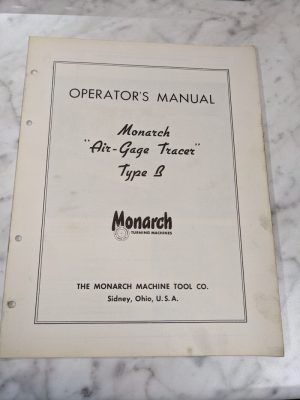 OPERATOR'S MANUAL
Monarch
"Air-Gage Tracer"
Type B
Monarch
TURNING MACHINES
THE MONARCH MACHINE TOOL CO.
Sidney, Ohio, U.S.A.